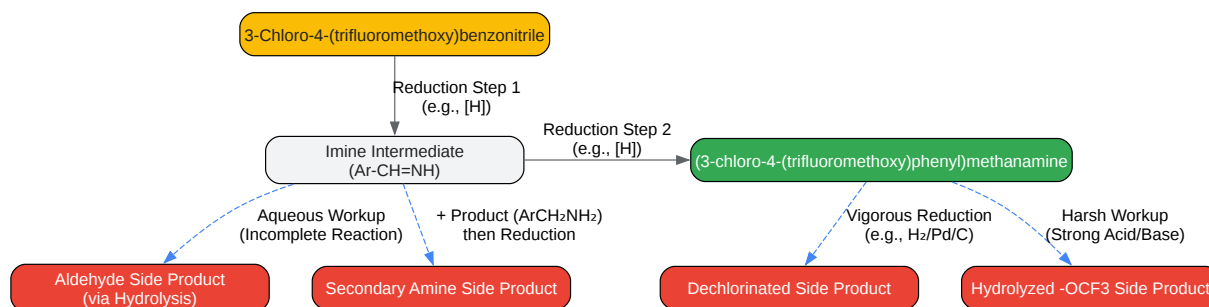 3-Chloro-4-(trifluoromethoxy)benzonitrile
Reduction Step 1
(e.g., [H])
Imine Intermediate
(Ar-CH=NH)
Reduction Step 2
(e.g., [H])
(3-chloro-4-(trifluoromethoxy)phenyl)methanamine
Aqueous Workup
(Incomplete Reaction)
+ Product (ArCH₂NH₂)
then Reduction
Vigorous Reduction
(e.g., H₂/Pd/C)
Harsh Workup
(Strong Acid/Base)
Aldehyde Side Product
(via Hydrolysis)
Secondary Amine Side Product
Dechlorinated Side Product
Hydrolyzed -OCF3 Side Product